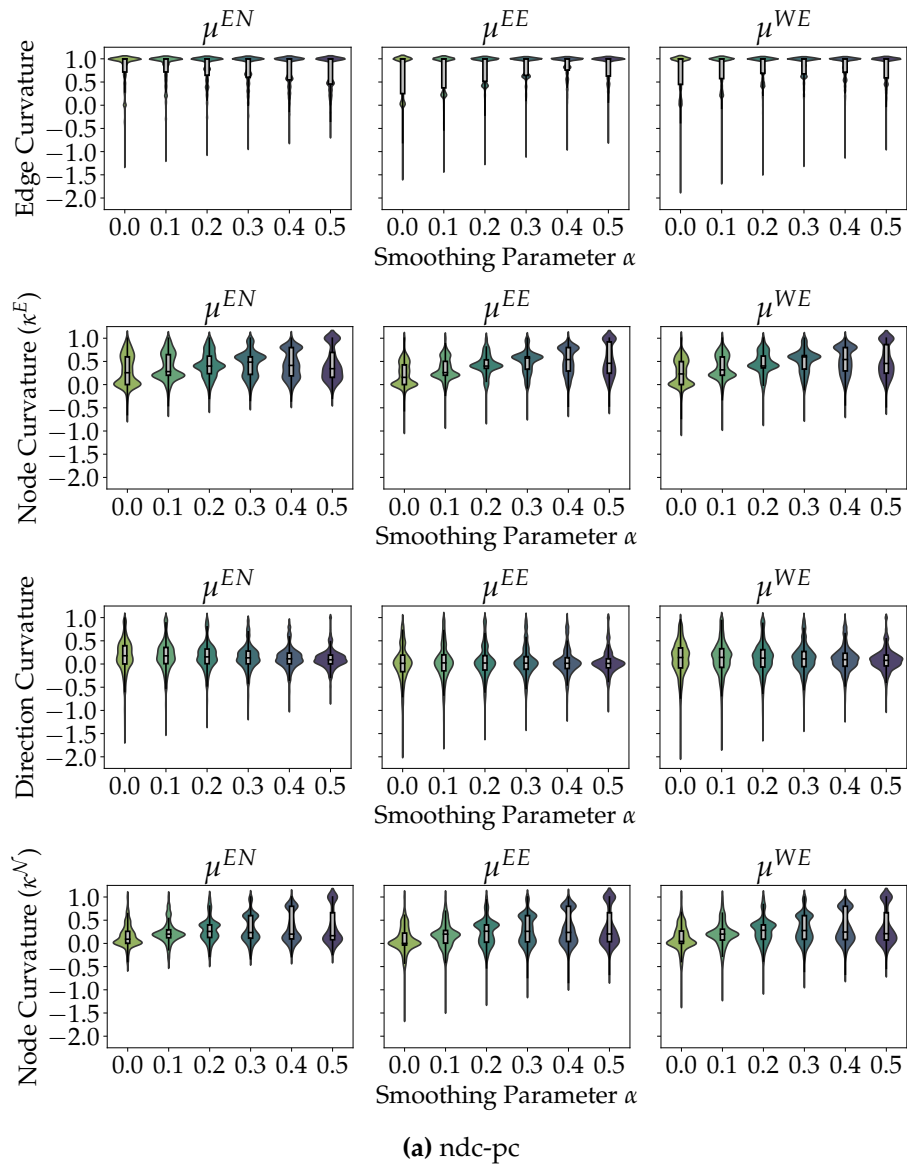 μ^EN μ^EE μ^WE
Edge Curvature
1.0
0.5
0.0
−0.5
−1.0
−1.5
−2.0
0.0 0.1 0.2 0.3 0.4 0.5 0.0 0.1 0.2 0.3 0.4 0.5 0.0 0.1 0.2 0.3 0.4 0.5
Smoothing Parameter α
μ^EN μ^EE μ^WE
Node Curvature (κ^E)
1.0
0.5
0.0
−0.5
−1.0
−1.5
−2.0
0.0 0.1 0.2 0.3 0.4 0.5 0.0 0.1 0.2 0.3 0.4 0.5 0.0 0.1 0.2 0.3 0.4 0.5
Smoothing Parameter α
μ^EN μ^EE μ^WE
Direction Curvature
1.0
0.5
0.0
−0.5
−1.0
−1.5
−2.0
0.0 0.1 0.2 0.3 0.4 0.5 0.0 0.1 0.2 0.3 0.4 0.5 0.0 0.1 0.2 0.3 0.4 0.5
Smoothing Parameter α
μ^EN μ^EE μ^WE
Node Curvature (κ^𝒩)
1.0
0.5
0.0
−0.5
−1.0
−1.5
−2.0
0.0 0.1 0.2 0.3 0.4 0.5 0.0 0.1 0.2 0.3 0.4 0.5 0.0 0.1 0.2 0.3 0.4 0.5
Smoothing Parameter α
(a) ndc-pc